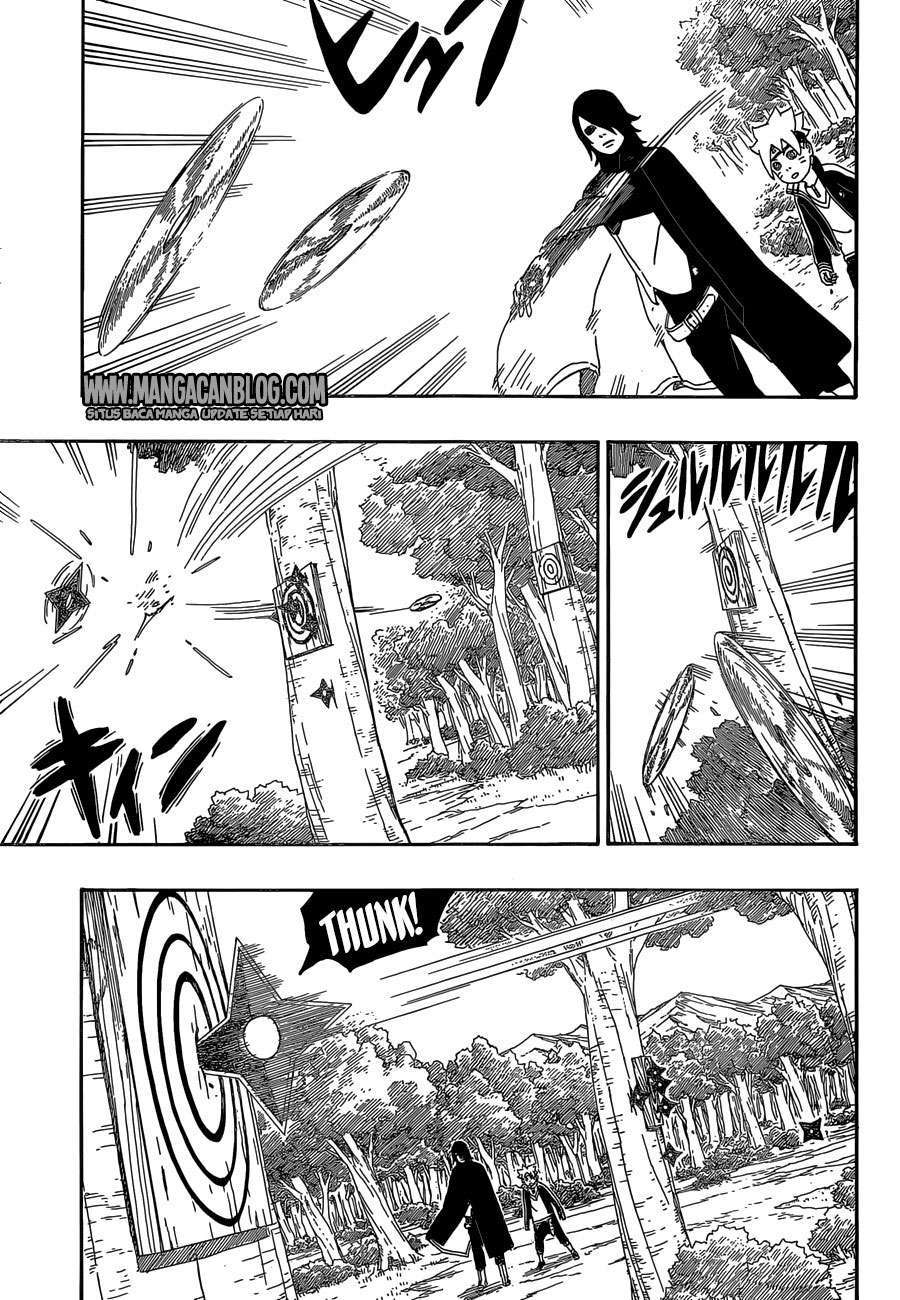 ビュッ
WWW.MANGACANBLOG.COM
SITUS BACA MANGA UPDATE SETIAP HARI
シュルルルルル
キィン
THUNK!